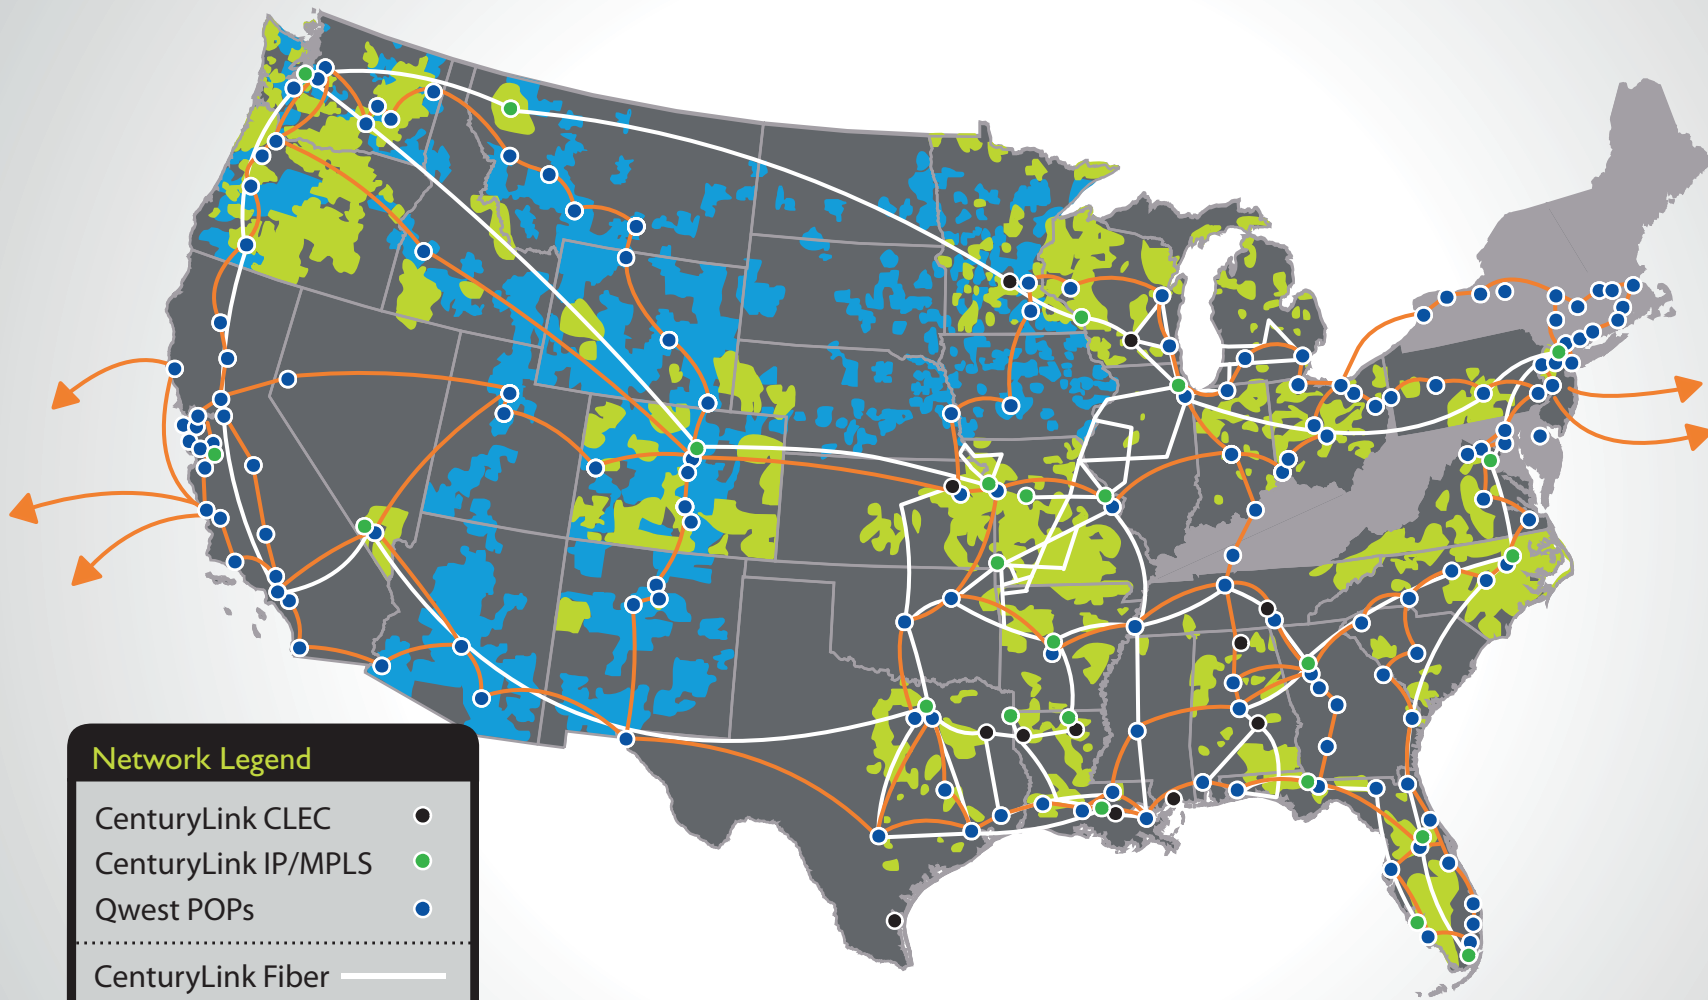 Network Legend
CenturyLink CLEC
CenturyLink IP/MPLS
Qwest POPs
CenturyLink Fiber